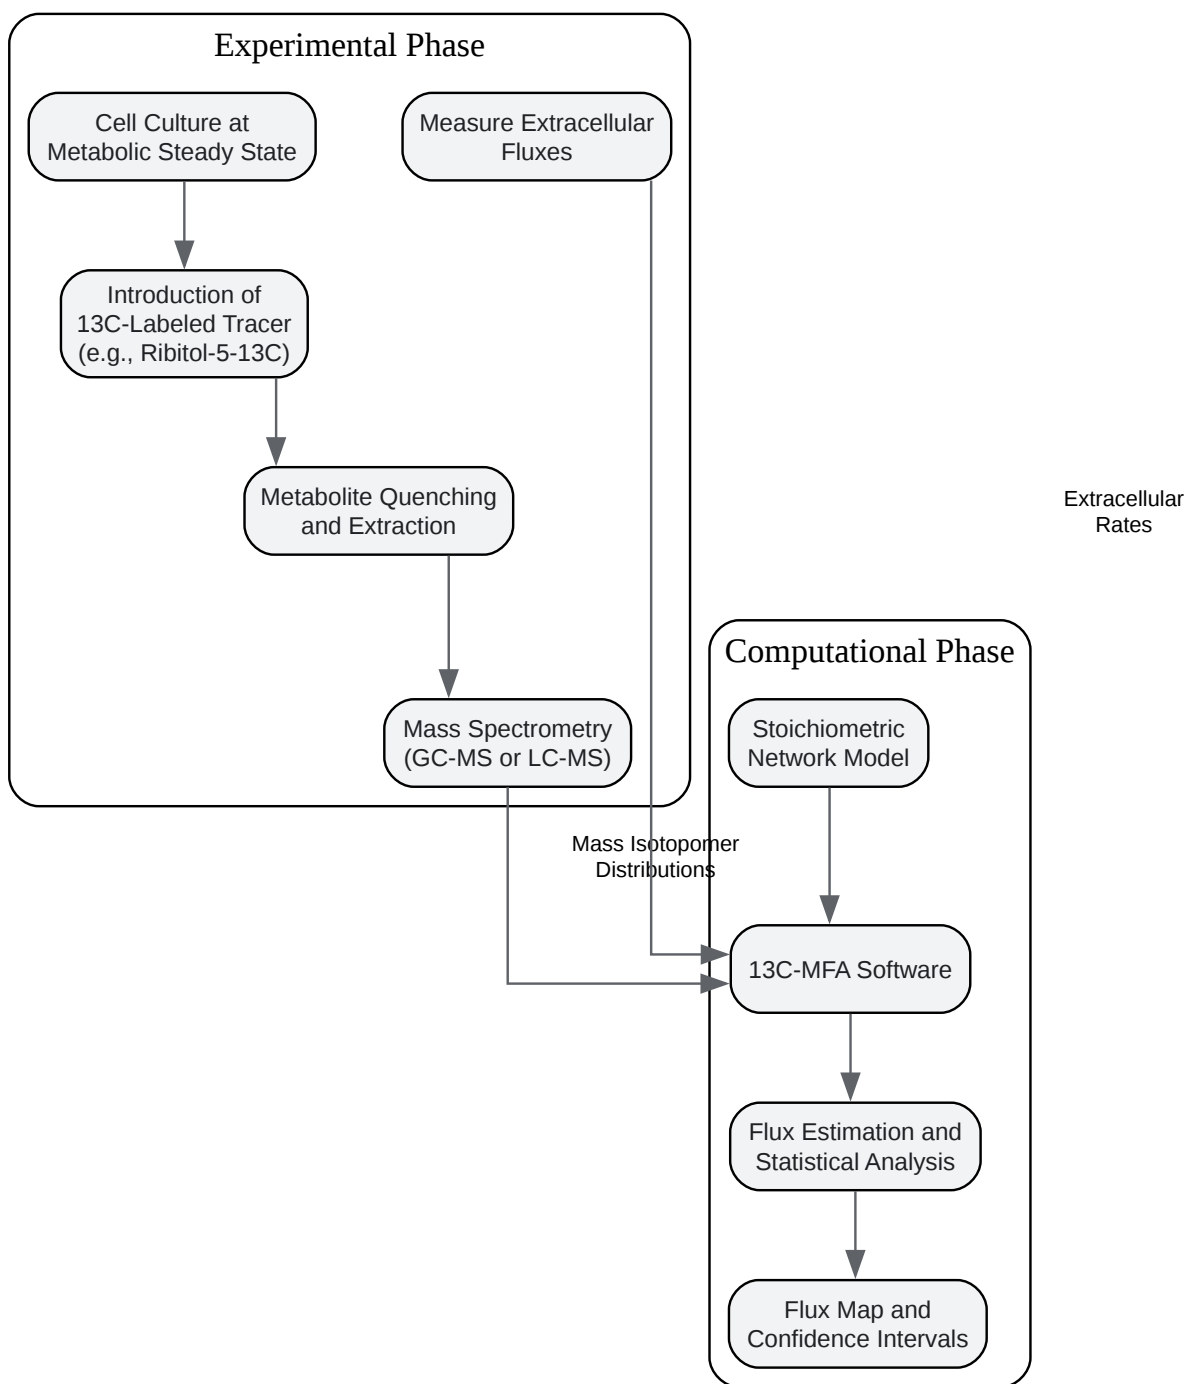 Experimental Phase
Cell Culture at
Metabolic Steady State
Measure Extracellular
Fluxes
Introduction of
13C-Labeled Tracer
(e.g., Ribitol-5-13C)
Metabolite Quenching
and Extraction
Extracellular
Rates
Mass Spectrometry
(GC-MS or LC-MS)
Mass Isotopomer
Distributions
Computational Phase
Stoichiometric
Network Model
13C-MFA Software
Flux Estimation and
Statistical Analysis
Flux Map and
Confidence Intervals